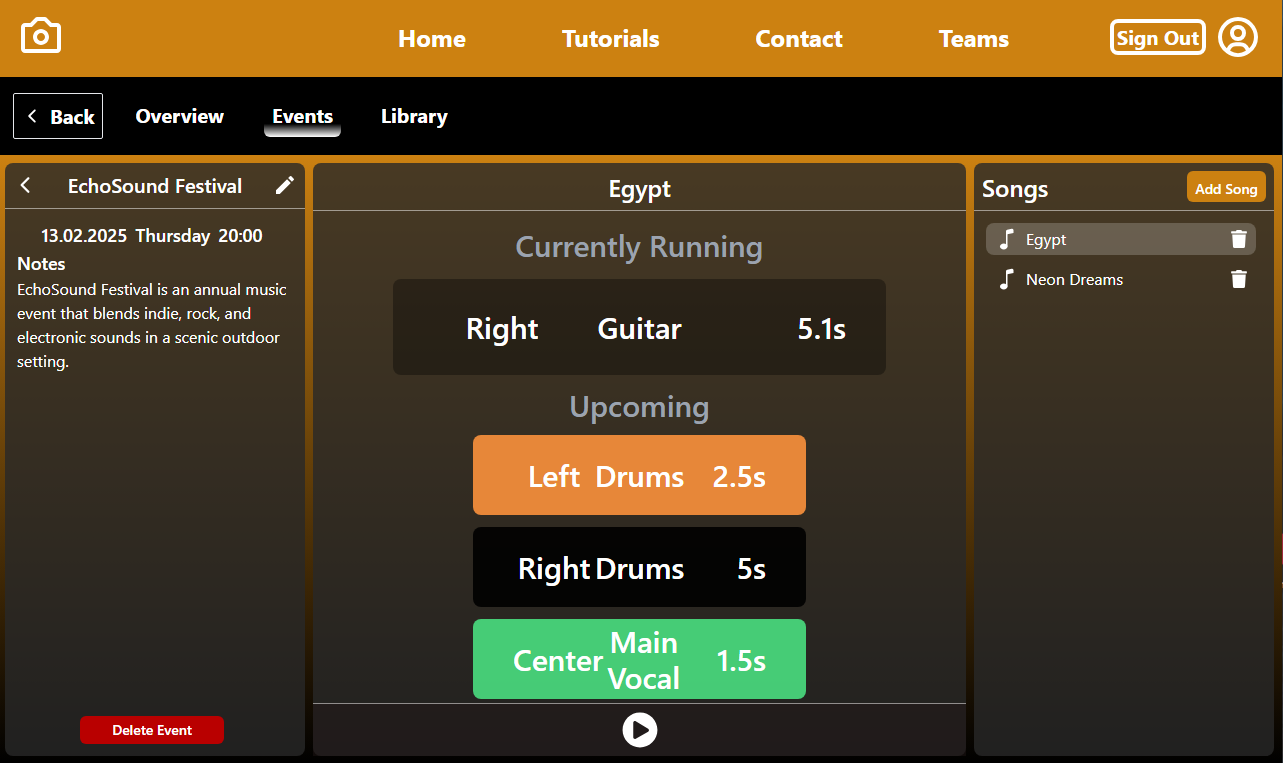 Home Tutorials Contact Teams Sign Out
Back Overview Events Library
EchoSound Festival
13.02.2025 Thursday 20:00
Notes
EchoSound Festival is an annual music
event that blends indie, rock, and
electronic sounds in a scenic outdoor
setting.
Delete Event
Egypt
Currently Running
Right Guitar 5.1s
Upcoming
Left Drums 2.5s
Right Drums 5s
Center Main Vocal 1.5s
Songs Add Song
Egypt
Neon Dreams